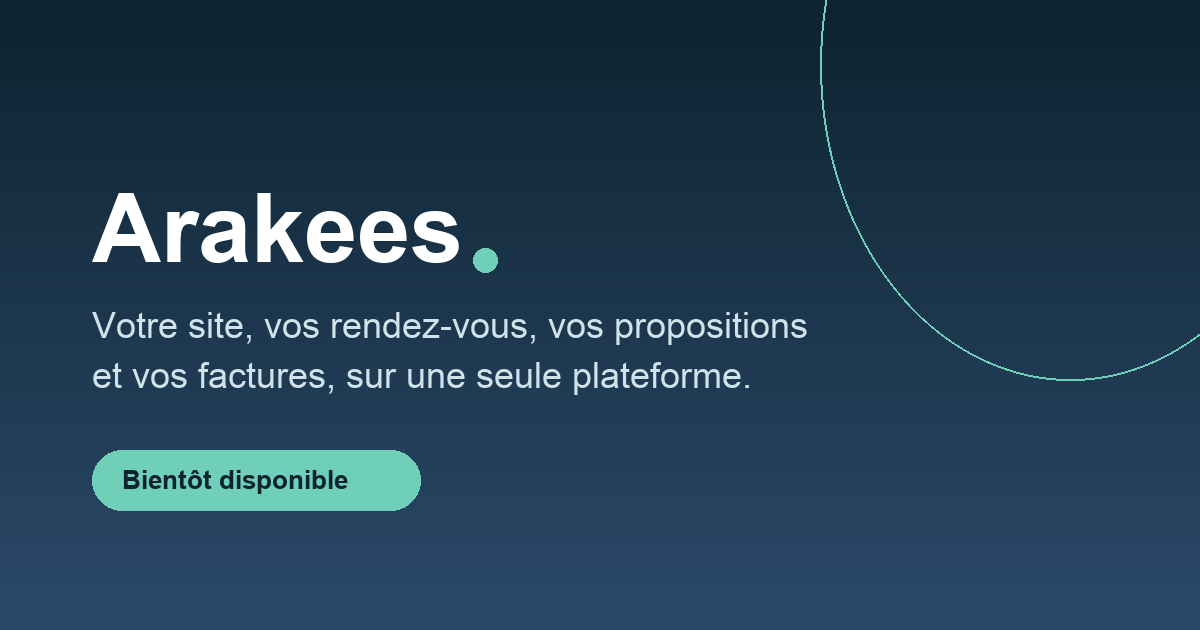 Arakees.
Votre site, vos rendez-vous, vos propositions
et vos factures, sur une seule plateforme.
Bientôt disponible